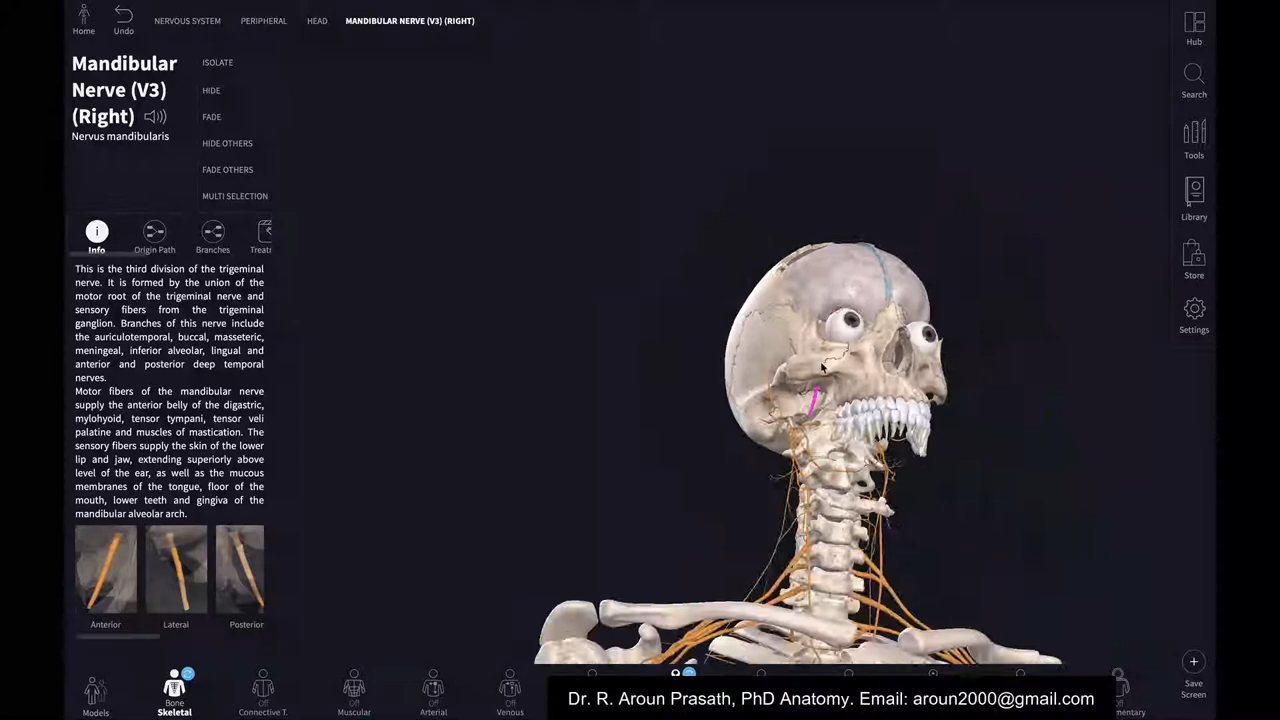 Home
Undo
NERVOUS SYSTEM
PERIPHERAL
HEAD
MANDIBULAR NERVE (V3) (RIGHT)
Mandibular
Nerve (V3)
(Right)
Nervus mandibularis
ISOLATE
HIDE
FADE
HIDE OTHERS
FADE OTHERS
MULTI SELECTION
Info
Origin Path
Branches
Treatm
This is the third division of the trigeminal
nerve. It is formed by the union of the
motor root of the trigeminal nerve and
sensory fibers from the trigeminal
ganglion. Branches of this nerve include
the auriculotemporal, buccal, masseteric,
meningeal, inferior alveolar, lingual and
anterior and posterior deep temporal
nerves.
Motor fibers of the mandibular nerve
supply the anterior belly of the digastric,
mylohyoid, tensor tympani, tensor veli
palatine and muscles of mastication. The
sensory fibers supply the skin of the lower
lip and jaw, extending superiorly above
level of the ear, as well as the mucous
membranes of the tongue, floor of the
mouth, lower teeth and gingiva of the
mandibular alveolar arch.
Anterior
Lateral
Posterior
Hub
Search
Tools
Library
Store
Settings
Save
Screen
Models
Bone
Skeletal
Off
Connective T.
Off
Muscular
Off
Arterial
Off
Venous
mentary
Dr. R. Aroun Prasath, PhD Anatomy. Email: aroun2000@gmail.com